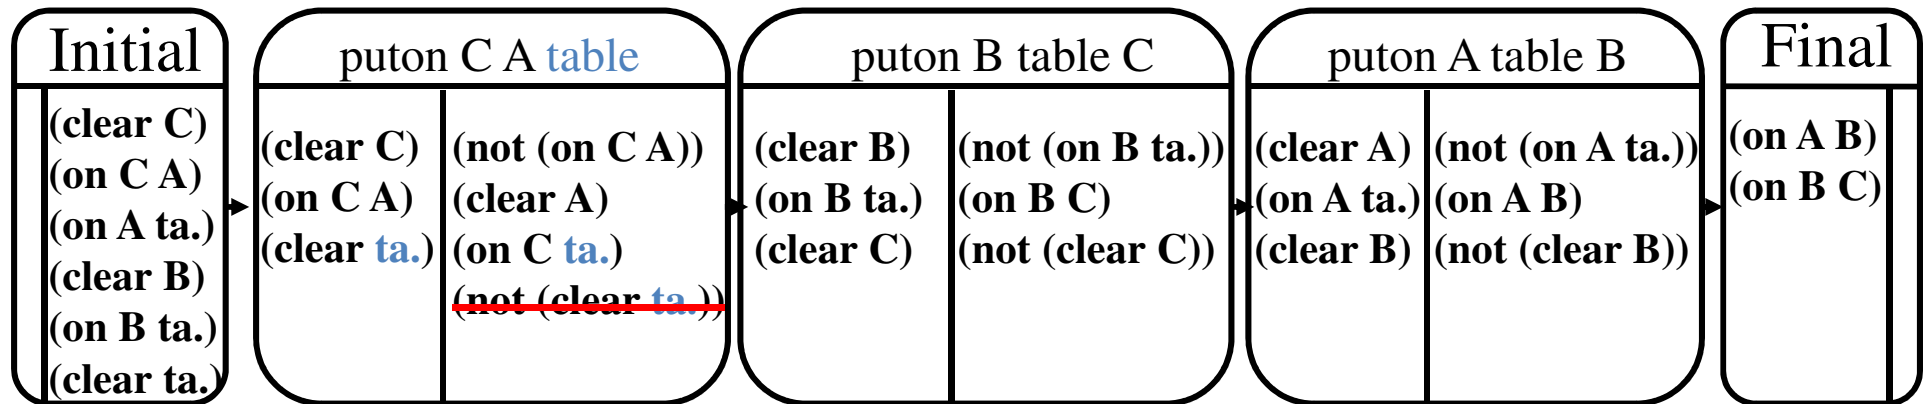 Initial
(clear C)
(on C A)
(on A ta.)
(clear B)
(on B ta.)
(clear ta.)
puton C A table
(clear C)
(on C A)
(clear ta.)
(not (on C A))
(clear A)
(on C ta.)
(not (clear ta.))
puton B table C
(clear B)
(on B ta.)
(clear C)
(not (on B ta.))
(on B C)
(not (clear C))
puton A table B
(clear A)
(on A ta.)
(clear B)
(not (on A ta.))
(on A B)
(not (clear B))
Final
(on A B)
(on B C)